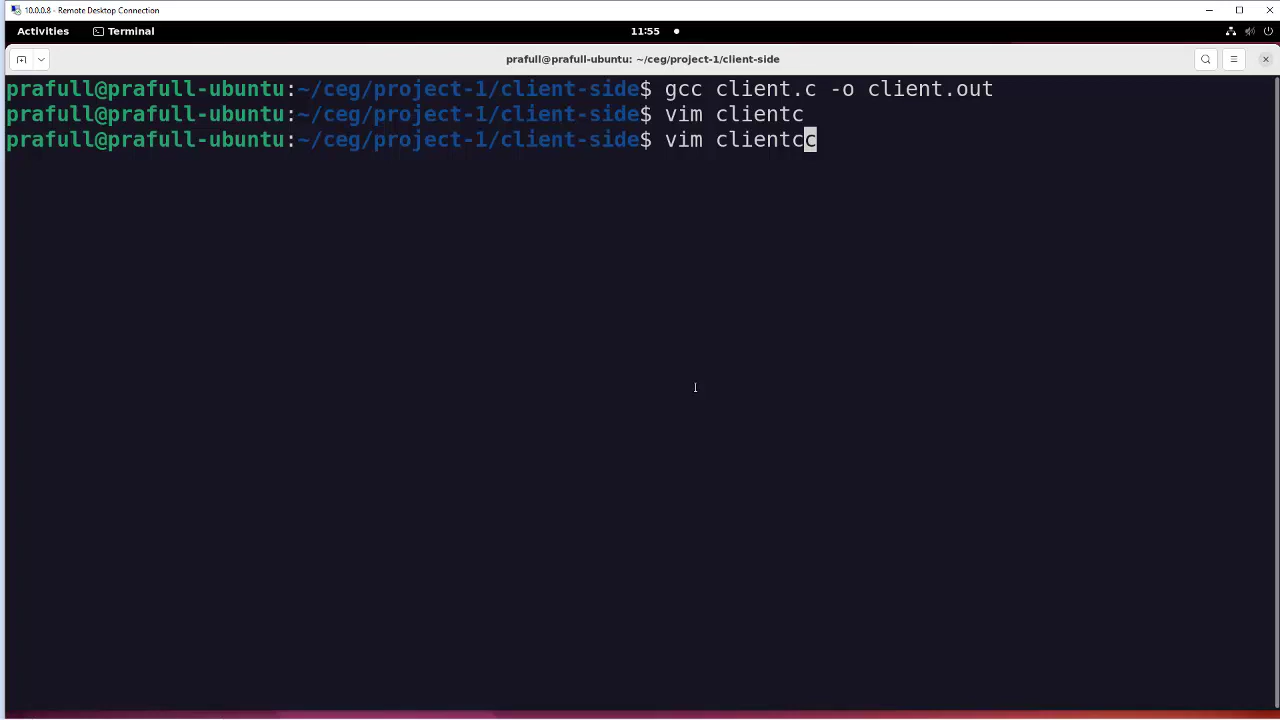 10.0.0.8 - Remote Desktop Connection
Activities Terminal 11:55
prafull@prafull-ubuntu: ~/ceg/project-1/client-side
prafull@prafull-ubuntu:~/ceg/project-1/client-side$ gcc client.c -o client.out
prafull@prafull-ubuntu:~/ceg/project-1/client-side$ vim clientc
prafull@prafull-ubuntu:~/ceg/project-1/client-side$ vim clientcc